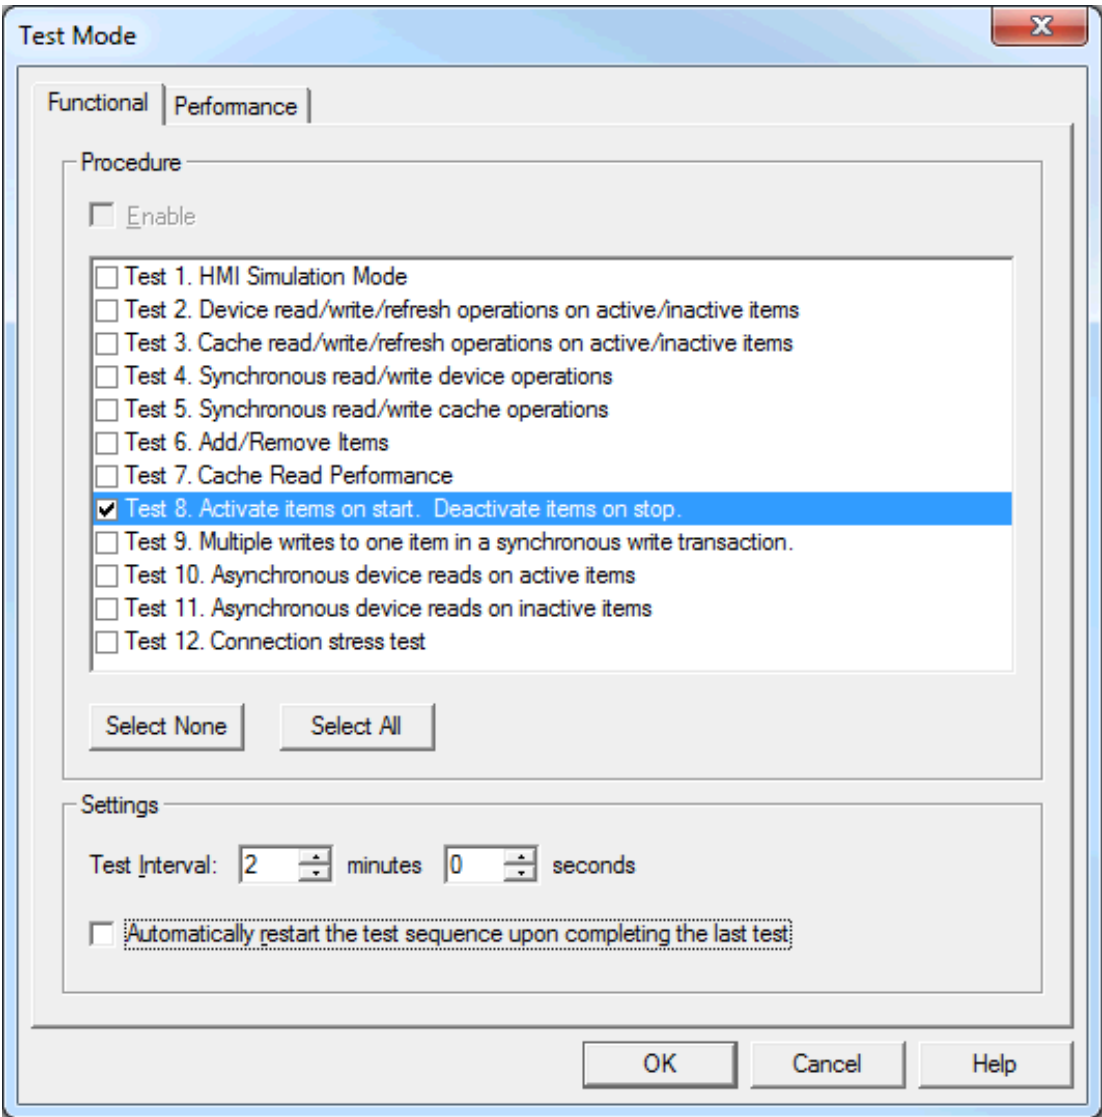 Test Mode
Functional Performance
Procedure
Enable
Test 1. HMI Simulation Mode
Test 2. Device read/write/refresh operations on active/inactive items
Test 3. Cache read/write/refresh operations on active/inactive items
Test 4. Synchronous read/write device operations
Test 5. Synchronous read/write cache operations
Test 6. Add/Remove Items
Test 7. Cache Read Performance
Test 8. Activate items on start.  Deactivate items on stop.
Test 9. Multiple writes to one item in a synchronous write transaction.
Test 10. Asynchronous device reads on active items
Test 11. Asynchronous device reads on inactive items
Test 12. Connection stress test
Select None Select All
Settings
Test Interval: 2 minutes 0 seconds
Automatically restart the test sequence upon completing the last test
OK Cancel Help